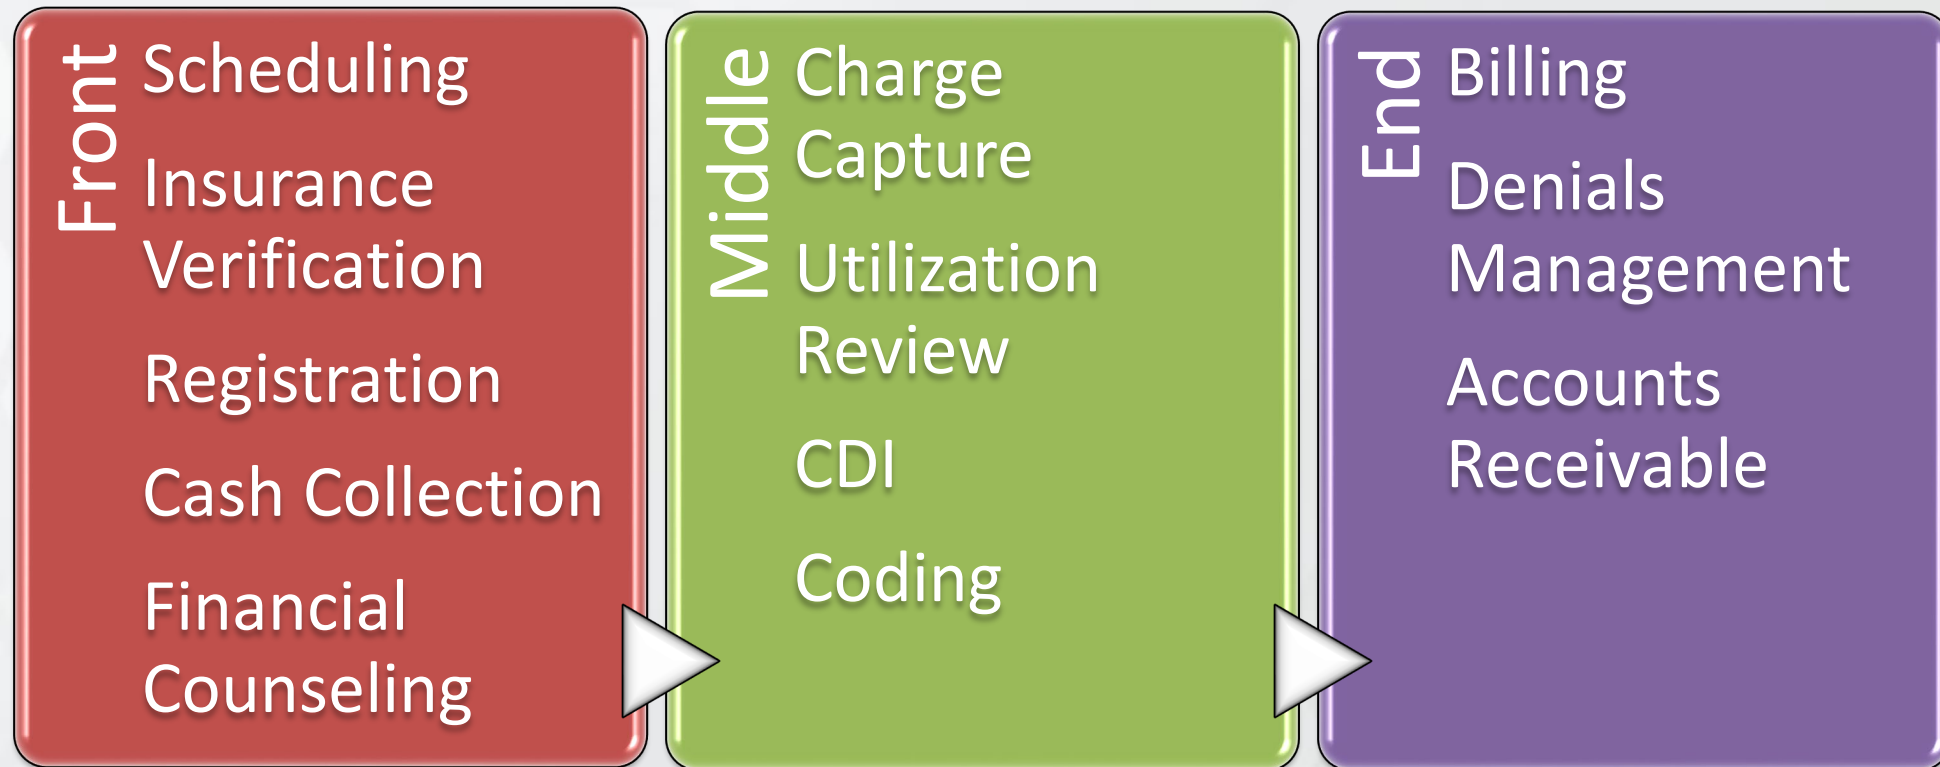 Front
Scheduling
Insurance
Verification
Registration
Cash Collection
Financial
Counseling
Middle
Charge
Capture
Utilization
Review
CDI
Coding
End
Billing
Denials
Management
Accounts
Receivable